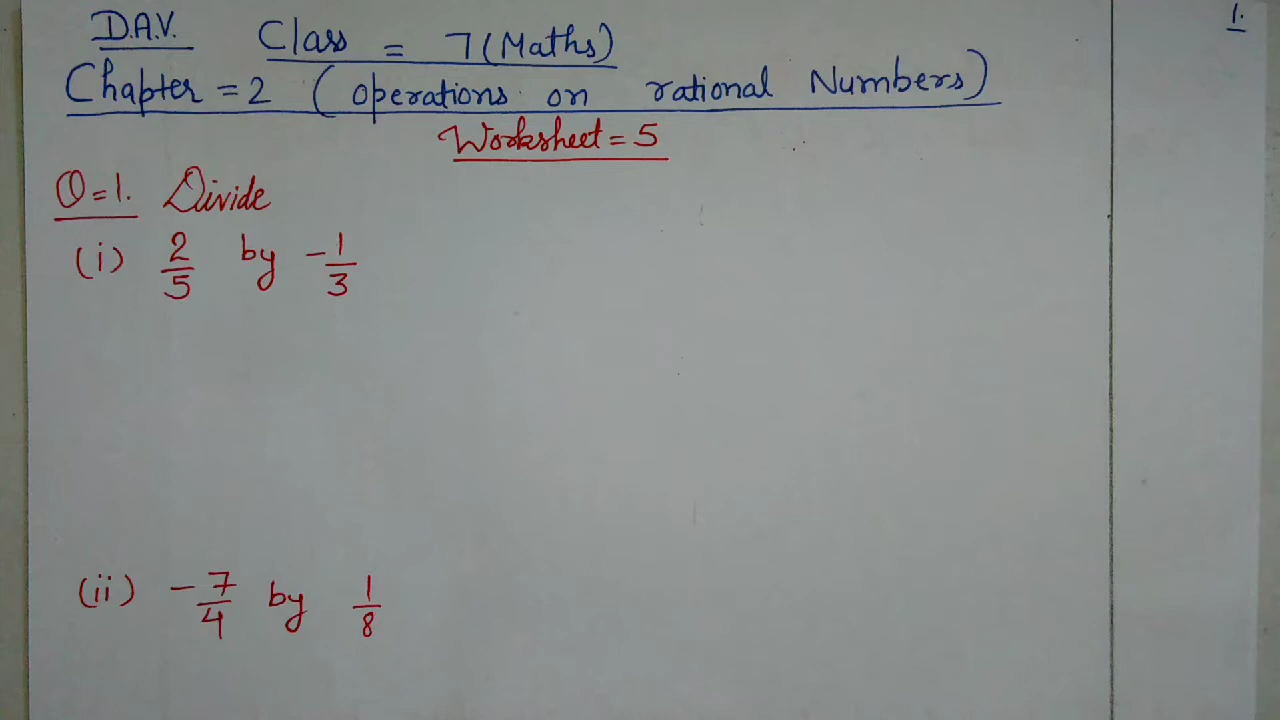 1.
D.A.V. Class = 7 (Maths)
Chapter = 2 ( operations on rational Numbers)
Worksheet = 5
Q=1. Divide
(i) 2/5 by -1/3
(ii) -7/4 by 1/8